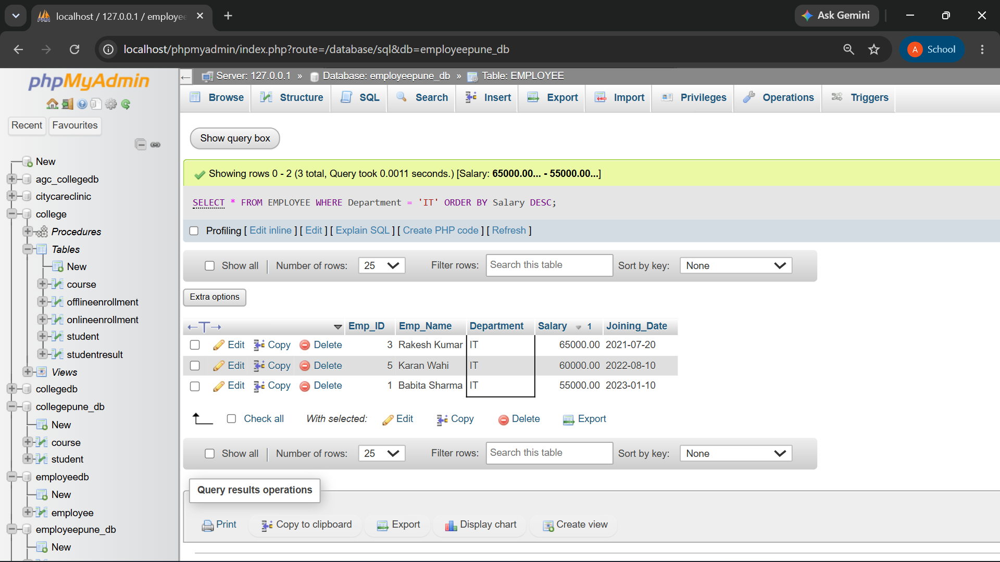 localhost / 127.0.0.1 / employee
Ask Gemini
localhost/phpmyadmin/index.php?route=/database/sql&db=employeepune_db
A School
phpMyAdmin
Recent Favourites
New
agc_collegedb
citycareclinic
college
Procedures
Tables
New
course
offlineenrollment
onlineenrollment
student
studentresult
Views
collegedb
collegepune_db
New
course
student
employeedb
New
employee
employeepune_db
New
Server: 127.0.0.1 » Database: employeepune_db » Table: EMPLOYEE
Browse Structure SQL Search Insert Export Import Privileges Operations Triggers
Show query box
Showing rows 0 - 2 (3 total, Query took 0.0011 seconds.) [Salary: 65000.00... - 55000.00...]
SELECT * FROM EMPLOYEE WHERE Department = 'IT' ORDER BY Salary DESC;
Profiling [ Edit inline ] [ Edit ] [ Explain SQL ] [ Create PHP code ] [ Refresh ]
Show all | Number of rows: 25 Filter rows: Search this table Sort by key: None
Extra options
←T→ Emp_ID Emp_Name Department Salary 1 Joining_Date
Edit Copy Delete 3 Rakesh Kumar IT 65000.00 2021-07-20
Edit Copy Delete 5 Karan Wahi IT 60000.00 2022-08-10
Edit Copy Delete 1 Babita Sharma IT 55000.00 2023-01-10
Check all With selected: Edit Copy Delete Export
Show all | Number of rows: 25 Filter rows: Search this table Sort by key: None
Query results operations
Print Copy to clipboard Export Display chart Create view